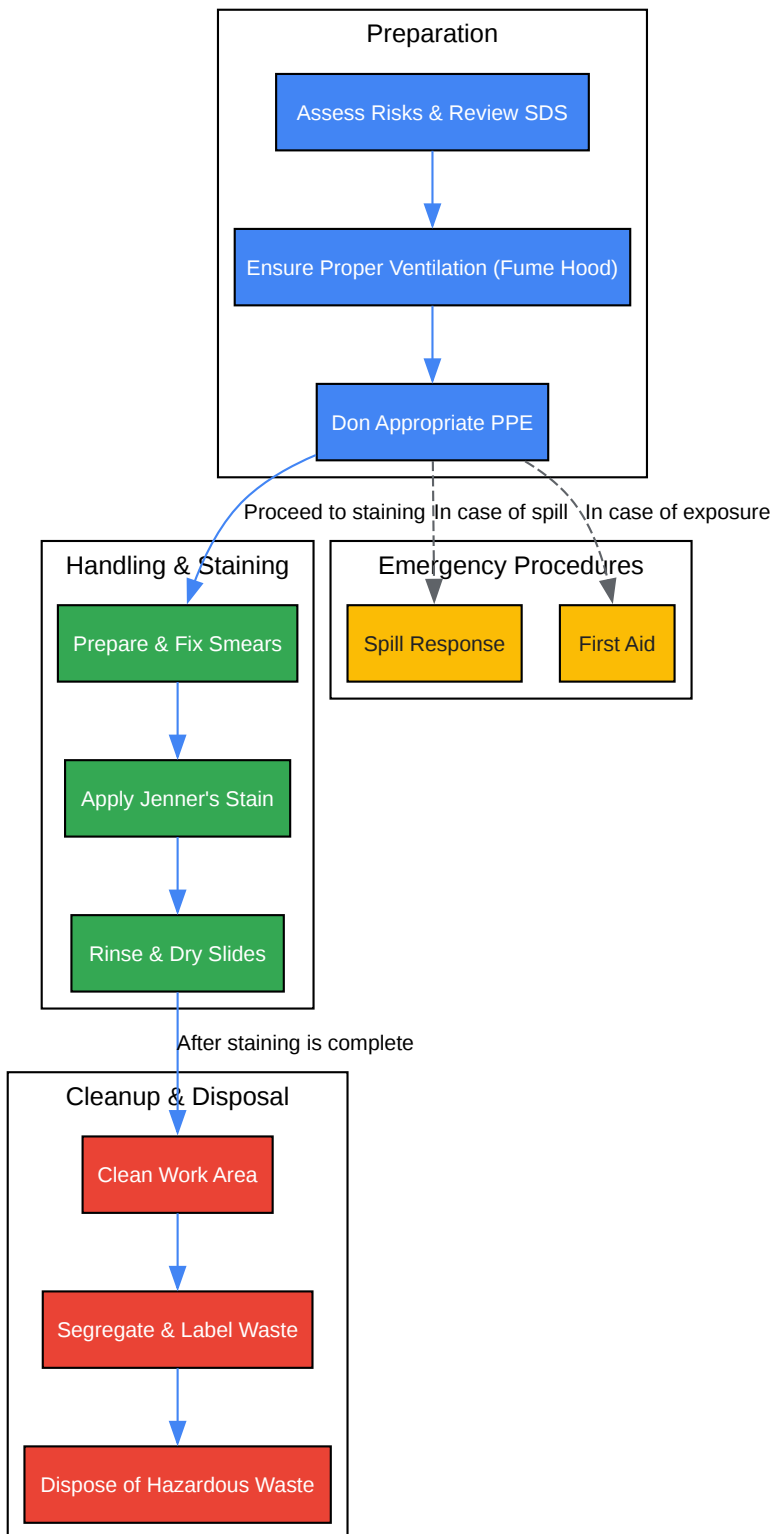 Preparation
Assess Risks & Review SDS
Ensure Proper Ventilation (Fume Hood)
Don Appropriate PPE
Proceed to staining
In case of spill
In case of exposure
Handling & Staining
Prepare & Fix Smears
Apply Jenner's Stain
Rinse & Dry Slides
Emergency Procedures
Spill Response
First Aid
After staining is complete
Cleanup & Disposal
Clean Work Area
Segregate & Label Waste
Dispose of Hazardous Waste